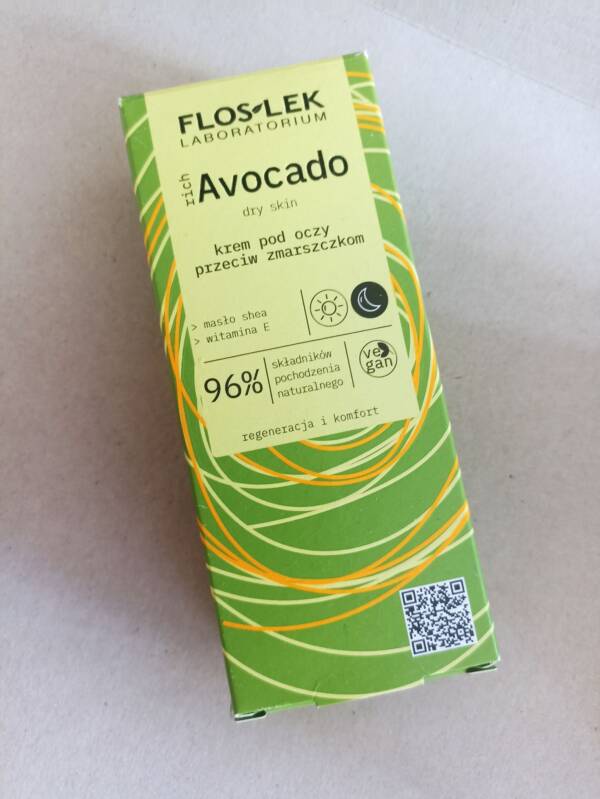 FLOS-LEK
LABORATORIUM
rich Avocado
dry skin
krem pod oczy
przeciw zmarszczkom
> masło shea
> witamina E
96% składników
pochodzenia
naturalnego
vegan
regeneracja i komfort